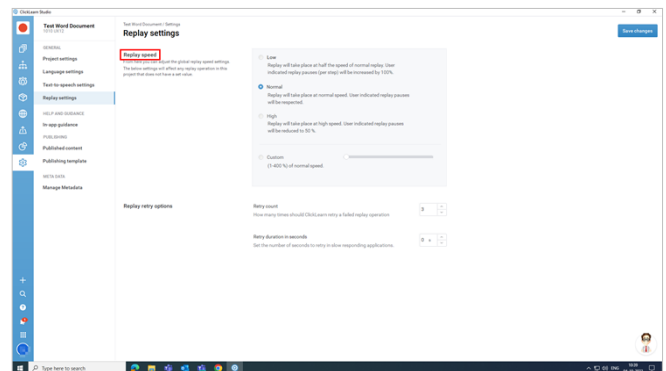 ClickLearn Studio
Test Word Document
Test Word Document / Settings
Replay settings
Save changes
GENERAL
Project settings
Language settings
Text-to-speech settings
Replay settings
HELP AND GUIDANCE
In-app guidance
PUBLISHING
Published content
Publishing template
META DATA
Manage Metadata
Replay speed
From here you can adjust the global replay speed settings.
The below settings will affect any replay operation in this
project that does not have a set value.
Low
Replay will take place at half the speed of normal replay. User
indicated replay pauses (per step) will be increased by 100%.
Normal
Replay will take place at normal speed. User indicated replay pauses
will be respected.
High
Replay will take place at high speed. User indicated replay pauses
will be reduced to 50 %.
Custom
(1-400 %) of normal speed.
Replay retry options
Retry count
How many times should ClickLearn retry a failed replay operation
3
Retry duration in seconds
Set the number of seconds to retry in slow responding applications.
0 s
Type here to search
ENG